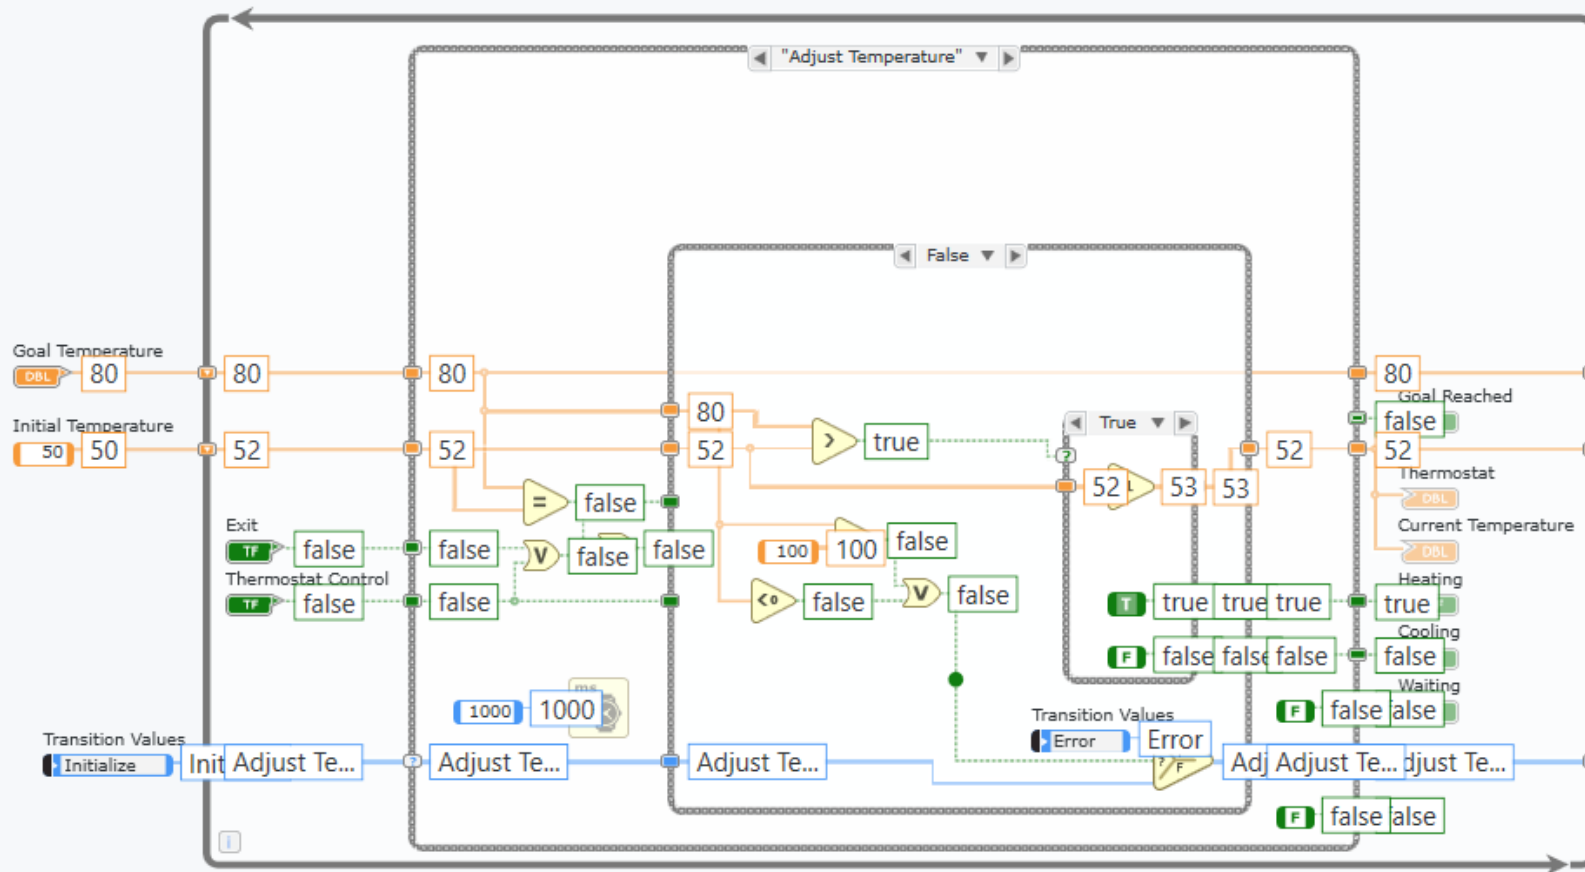 "Adjust Temperature"
False
Goal Temperature
DBL 80 80 80 80
Goal Reached
80 true True false
Initial Temperature
50 50 52 52 52 > 52 52
? 52 53 53
Thermostat
DBL
= false
Exit
TF false false V false false
100 100 false
Current Temperature
DBL
Thermostat Control
TF false false <0 false V false
Heating
T true true true true
Cooling
F false false false false
ms
1000 1000
Waiting
F false
Transition Values
Error Error
Transition Values
Initialize Init Adjust Te... ? Adjust Te... Adjust Te... ? F Adj Adjust Te... djust Te...
F false alse
i